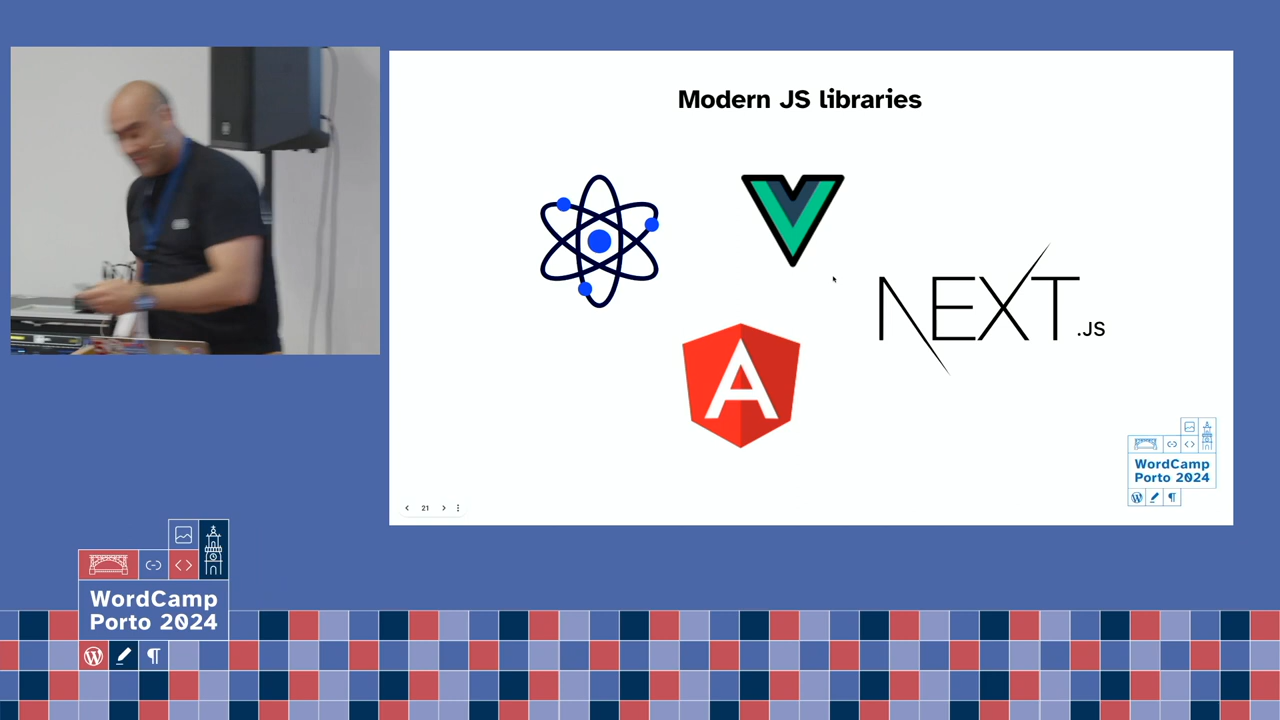 Modern JS libraries
NEXT.JS
A
WordCamp
Porto 2024
21
WordCamp
Porto 2024